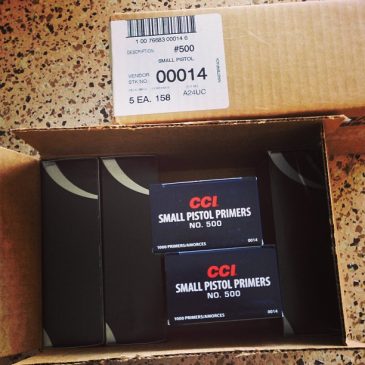 1 00 76683 00014 6
DESCRIPTION:
#500
SMALL PISTOL
VENDOR
STK NO.
00014
5 EA. 158
A24UC
CCI
SMALL PISTOL PRIMERS
NO. 500
1000 PRIMERS/AMORCES
0014
CCI
SMALL PISTOL PRIMERS
NO. 500
1000 PRIMERS/AMORCES
0014